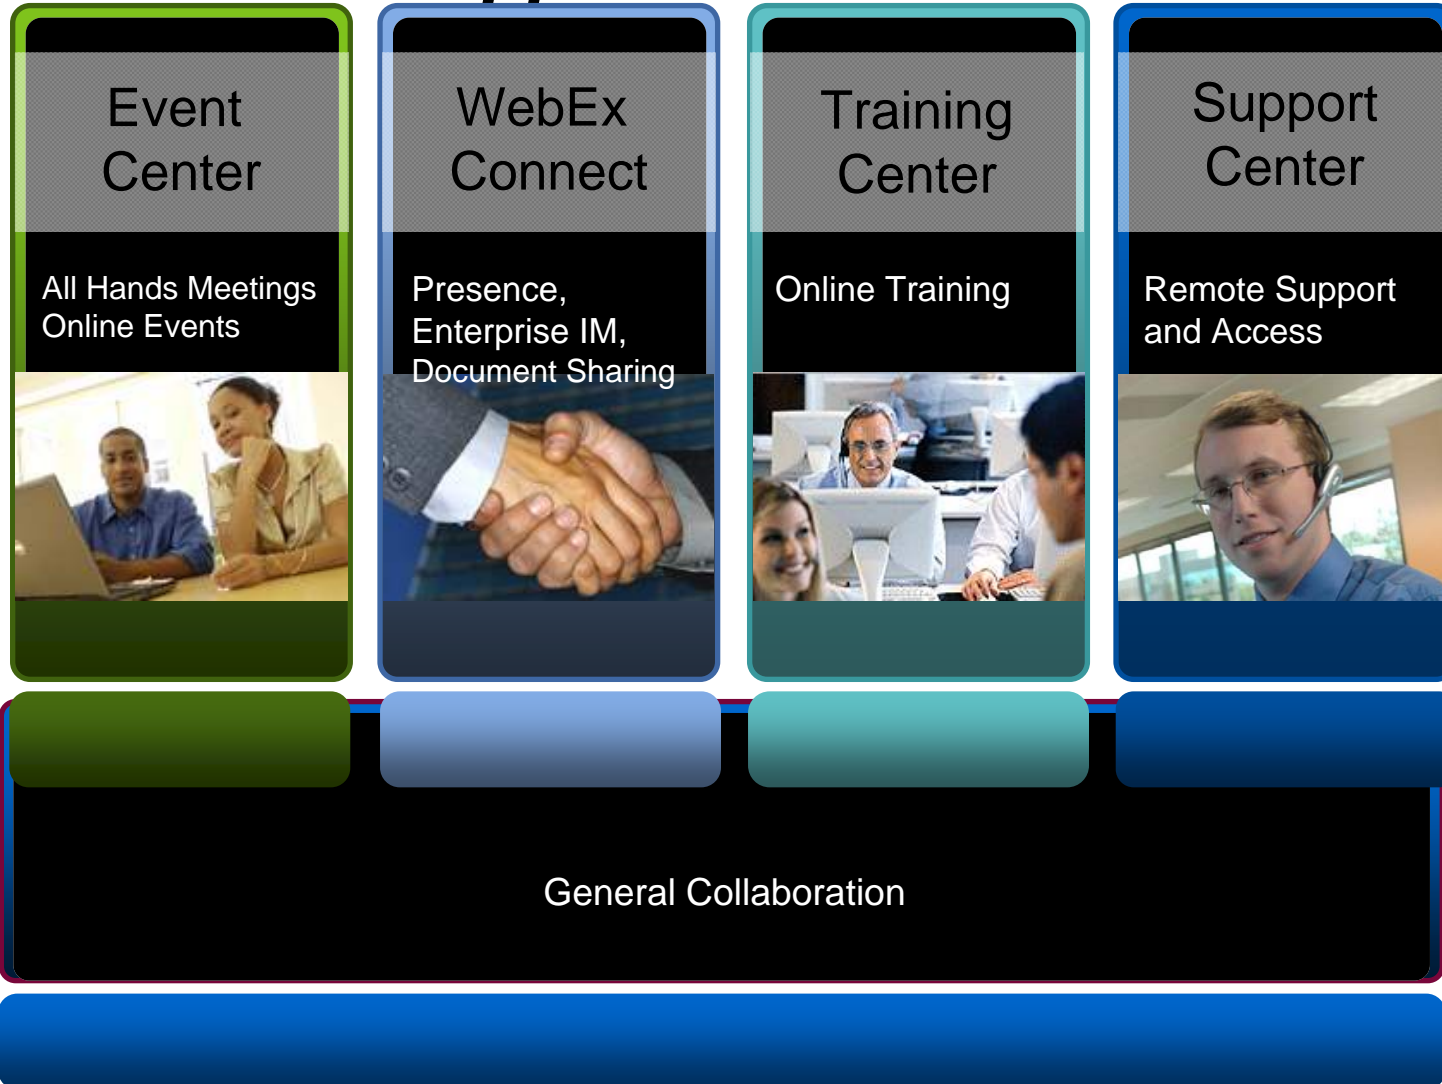 Event
Center
WebEx
Connect
Training
Center
Support
Center
All Hands Meetings
Online Events
Presence,
Enterprise IM,
Document Sharing
Online Training
Remote Support
and Access
General Collaboration